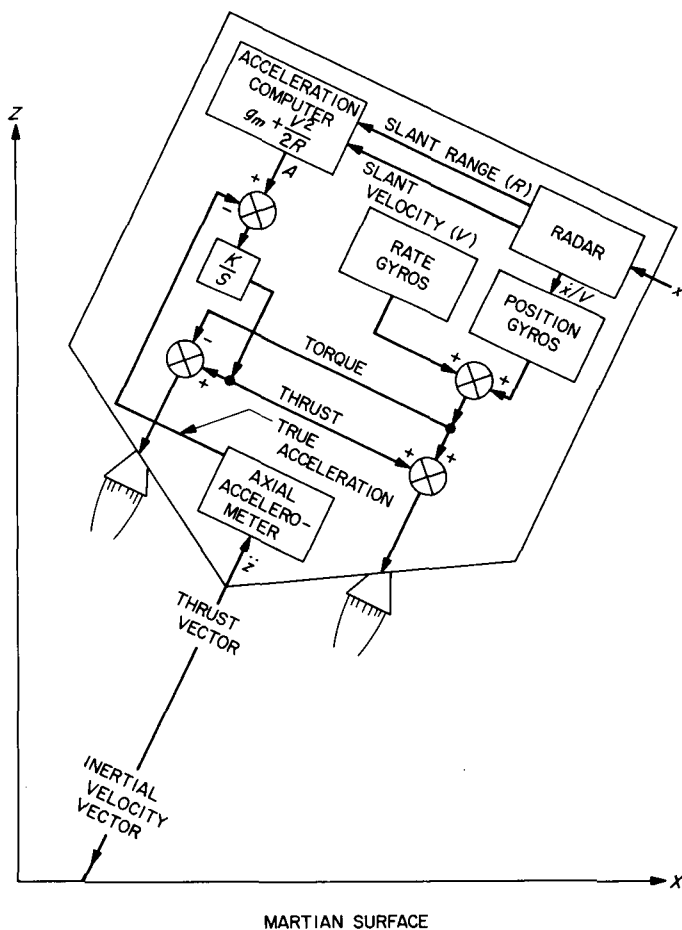 Z
ACCELERATION
COMPUTER
g_m + V²/2R
SLANT RANGE (R)
A
+
-
SLANT
VELOCITY (V)
RADAR
x
ẋ/V
RATE
GYROS
POSITION
GYROS
K/S
-
+
TORQUE
+
+
THRUST
TRUE
ACCELERATION
+
+
AXIAL
ACCELERO-
METER
z̈
THRUST
VECTOR
INERTIAL
VELOCITY
VECTOR
X
MARTIAN SURFACE